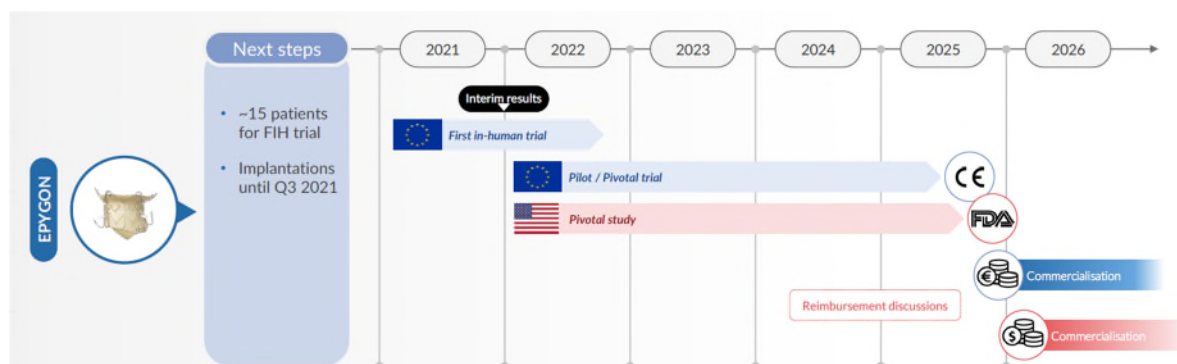 Next steps
2021
2022
2023
2024
2025
2026
Interim results
• ~15 patients
for FIH trial
• Implantations
until Q3 2021
EPYGON
First in-human trial
Pilot / Pivotal trial
CE
Pivotal study
FDA
€
Commercialisation
Reimbursement discussions
$
Commercialisation